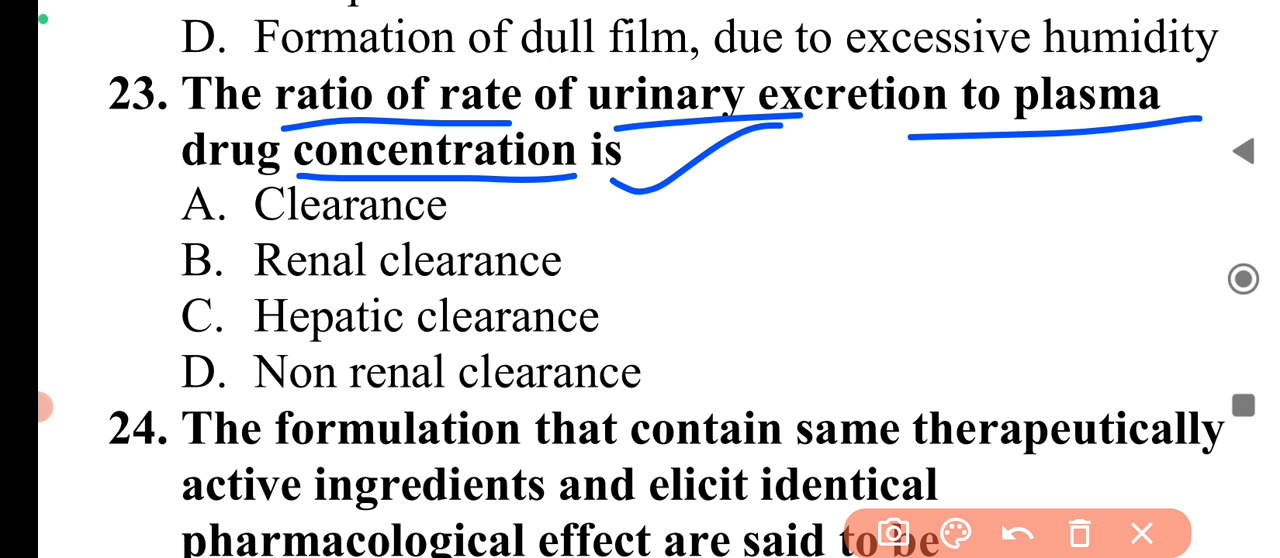 D. Formation of dull film, due to excessive humidity
23. The ratio of rate of urinary excretion to plasma
drug concentration is
A. Clearance
B. Renal clearance
C. Hepatic clearance
D. Non renal clearance
24. The formulation that contain same therapeutically
active ingredients and elicit identical
pharmacological effect are said to be